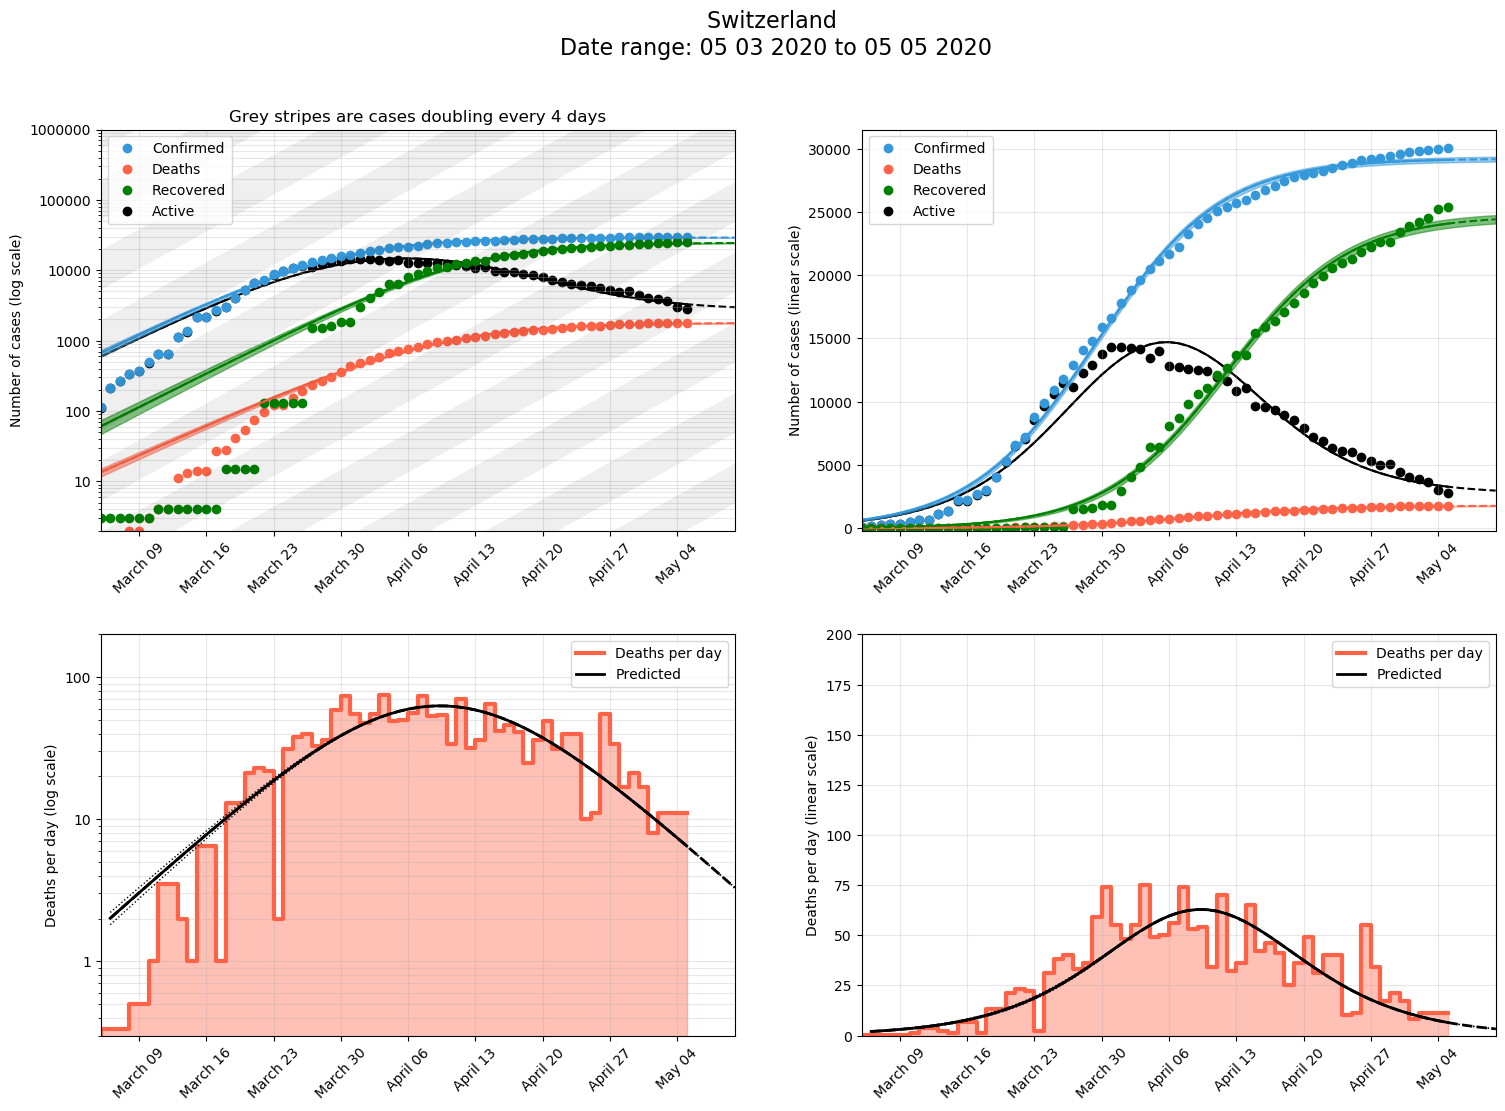 Switzerland
Date range: 05 03 2020 to 05 05 2020
Grey stripes are cases doubling every 4 days
Number of cases (log scale)
1000000
100000
10000
1000
100
10
Confirmed
Deaths
Recovered
Active
March 09
March 16
March 23
March 30
April 06
April 13
April 20
April 27
May 04
Number of cases (linear scale)
30000
25000
20000
15000
10000
5000
0
Confirmed
Deaths
Recovered
Active
March 09
March 16
March 23
March 30
April 06
April 13
April 20
April 27
May 04
Deaths per day (log scale)
100
10
1
Deaths per day
Predicted
March 09
March 16
March 23
March 30
April 06
April 13
April 20
April 27
May 04
Deaths per day (linear scale)
200
175
150
125
100
75
50
25
0
Deaths per day
Predicted
March 09
March 16
March 23
March 30
April 06
April 13
April 20
April 27
May 04